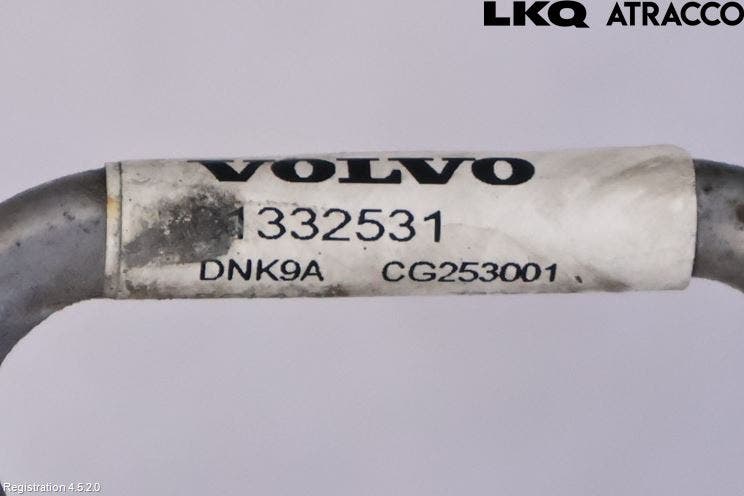 LKQ ATRACCO
VOLVO
1332531
DNK9A CG253001
Registration 4.5.2.0